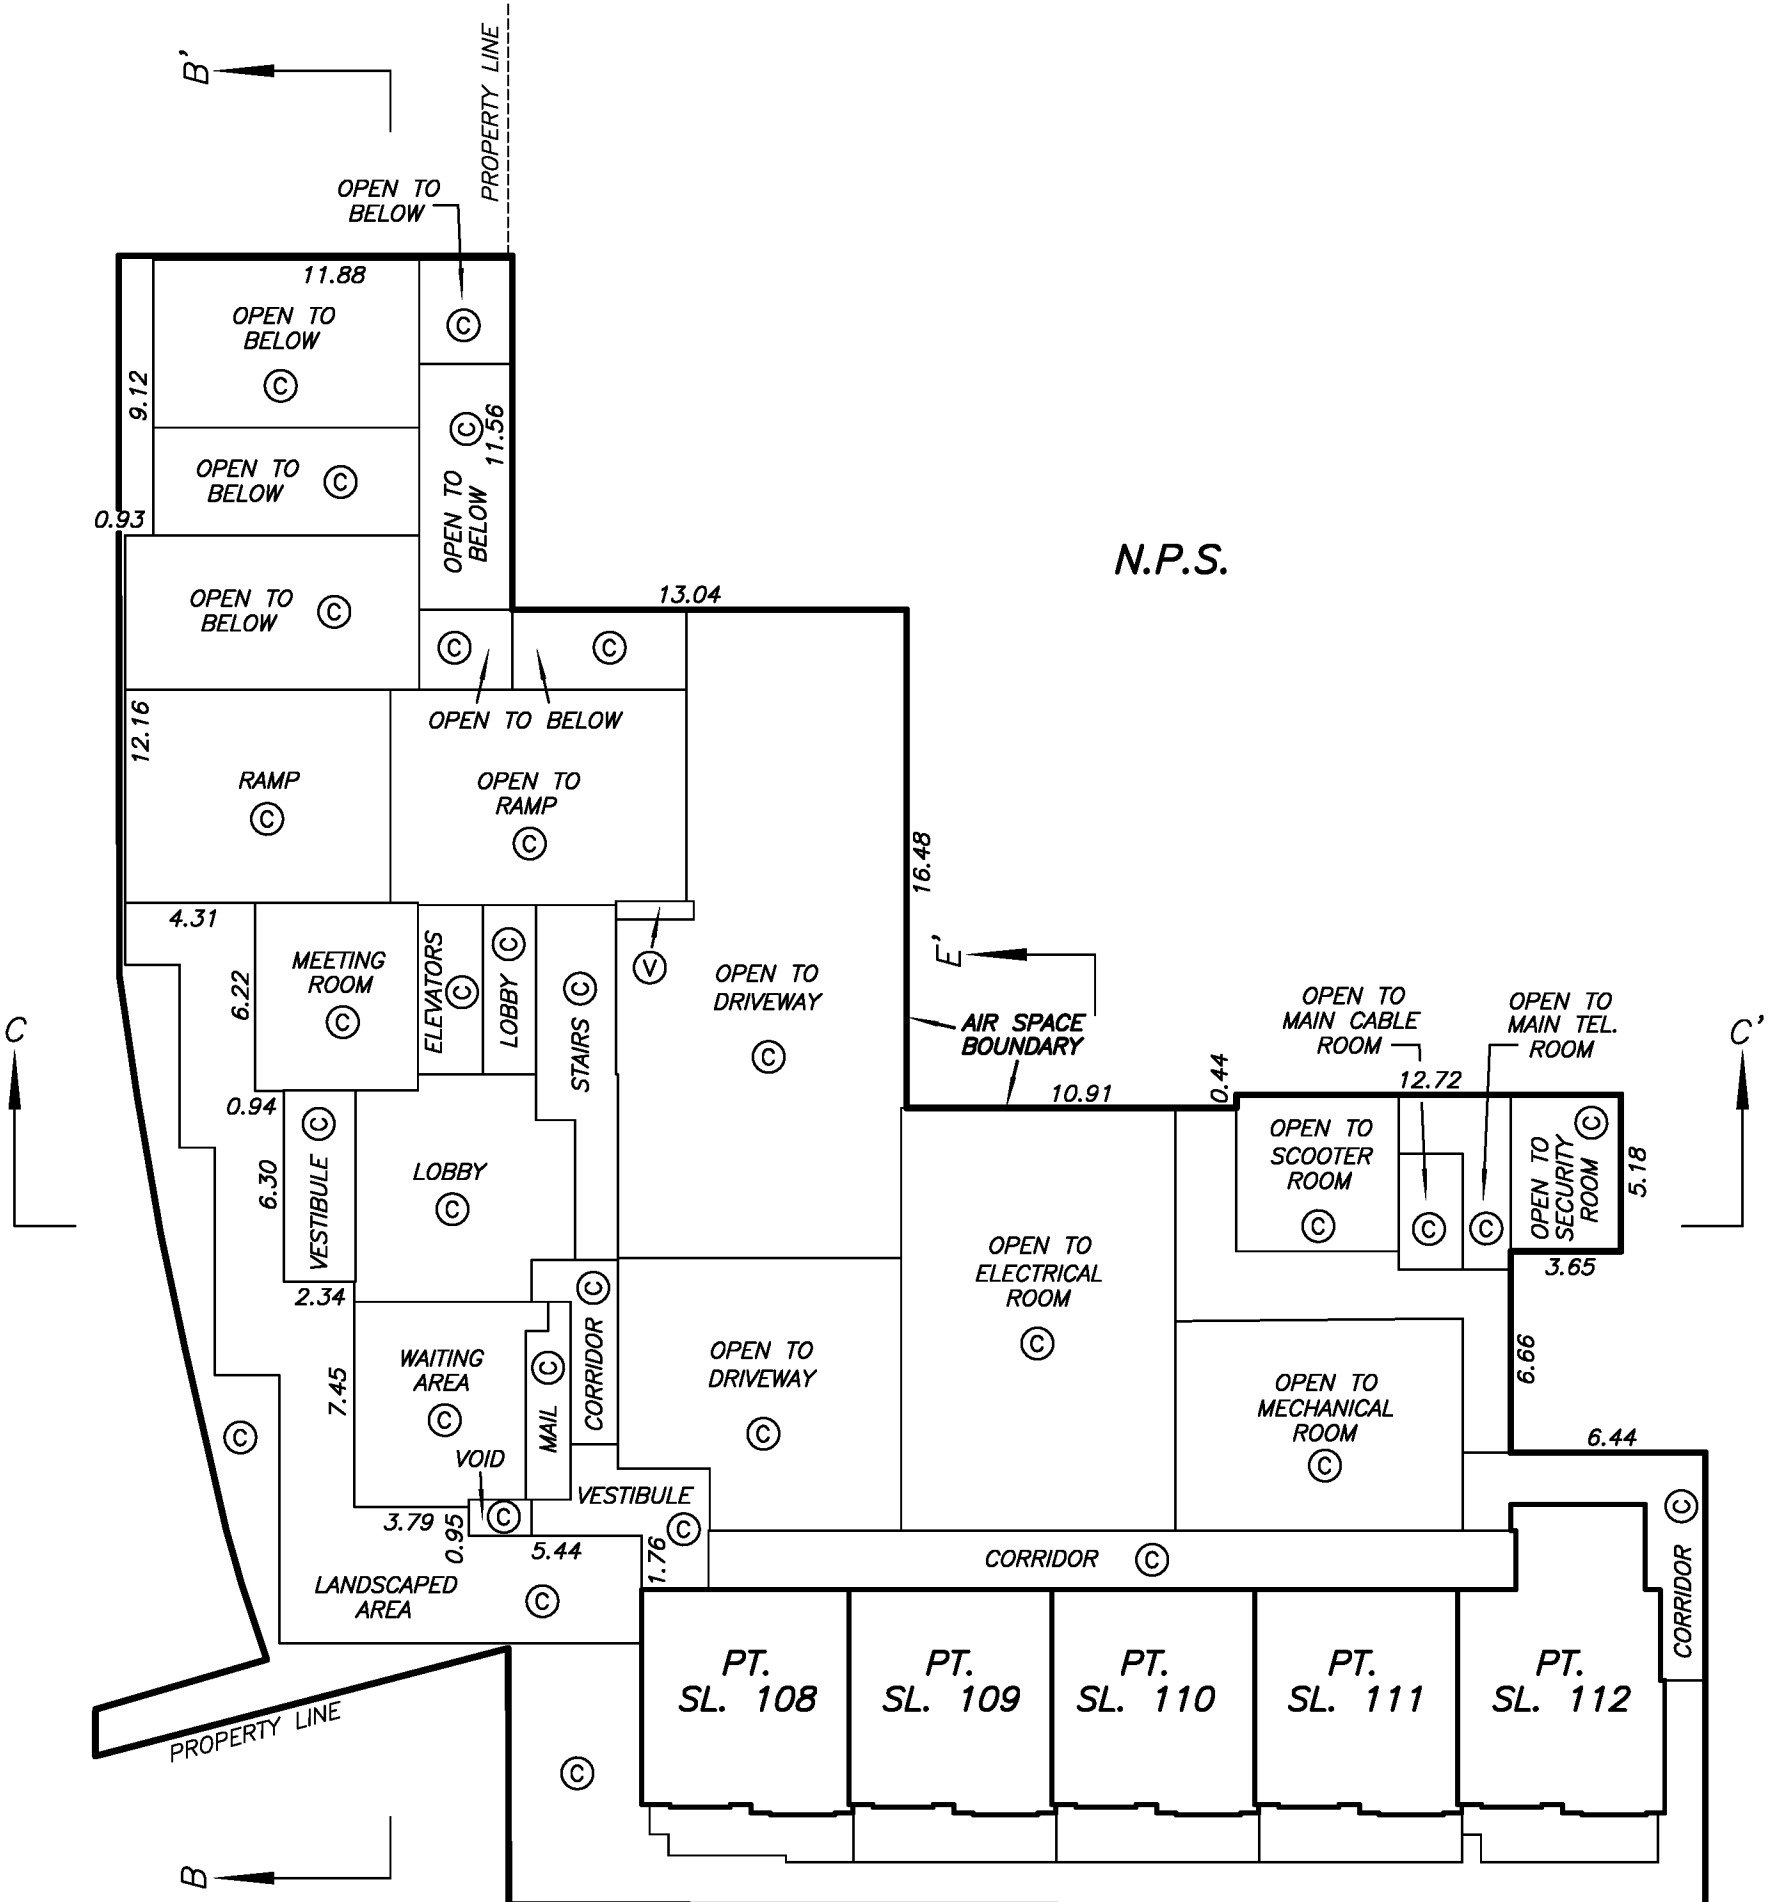 B'
PROPERTY LINE
OPEN TO
BELOW
11.88
OPEN TO
BELOW
C
C
9.12
C
11.56
OPEN TO
BELOW
OPEN TO
BELOW
C
0.93
N.P.S.
OPEN TO
BELOW
C
13.04
C
C
OPEN TO BELOW
12.16
RAMP
C
OPEN TO
RAMP
C
16.48
4.31
MEETING
ROOM
C
6.22
ELEVATORS
C
LOBBY
C
STAIRS
C
V
OPEN TO
DRIVEWAY
C
E'
AIR SPACE
BOUNDARY
OPEN TO
MAIN CABLE
ROOM
OPEN TO
MAIN TEL.
ROOM
C
C'
10.91
0.44
12.72
0.94
VESTIBULE
C
6.30
LOBBY
C
OPEN TO
SCOOTER
ROOM
C
C
C
OPEN TO
SECURITY
ROOM
C
5.18
3.65
2.34
OPEN TO
ELECTRICAL
ROOM
C
CORRIDOR
C
WAITING
AREA
C
7.45
MAIL
C
OPEN TO
DRIVEWAY
C
OPEN TO
MECHANICAL
ROOM
C
6.66
6.44
C
VOID
C
VESTIBULE
C
3.79
0.95
5.44
1.76
CORRIDOR
C
CORRIDOR
C
LANDSCAPED
AREA
C
PT.
SL. 108
PT.
SL. 109
PT.
SL. 110
PT.
SL. 111
PT.
SL. 112
PROPERTY LINE
C
B